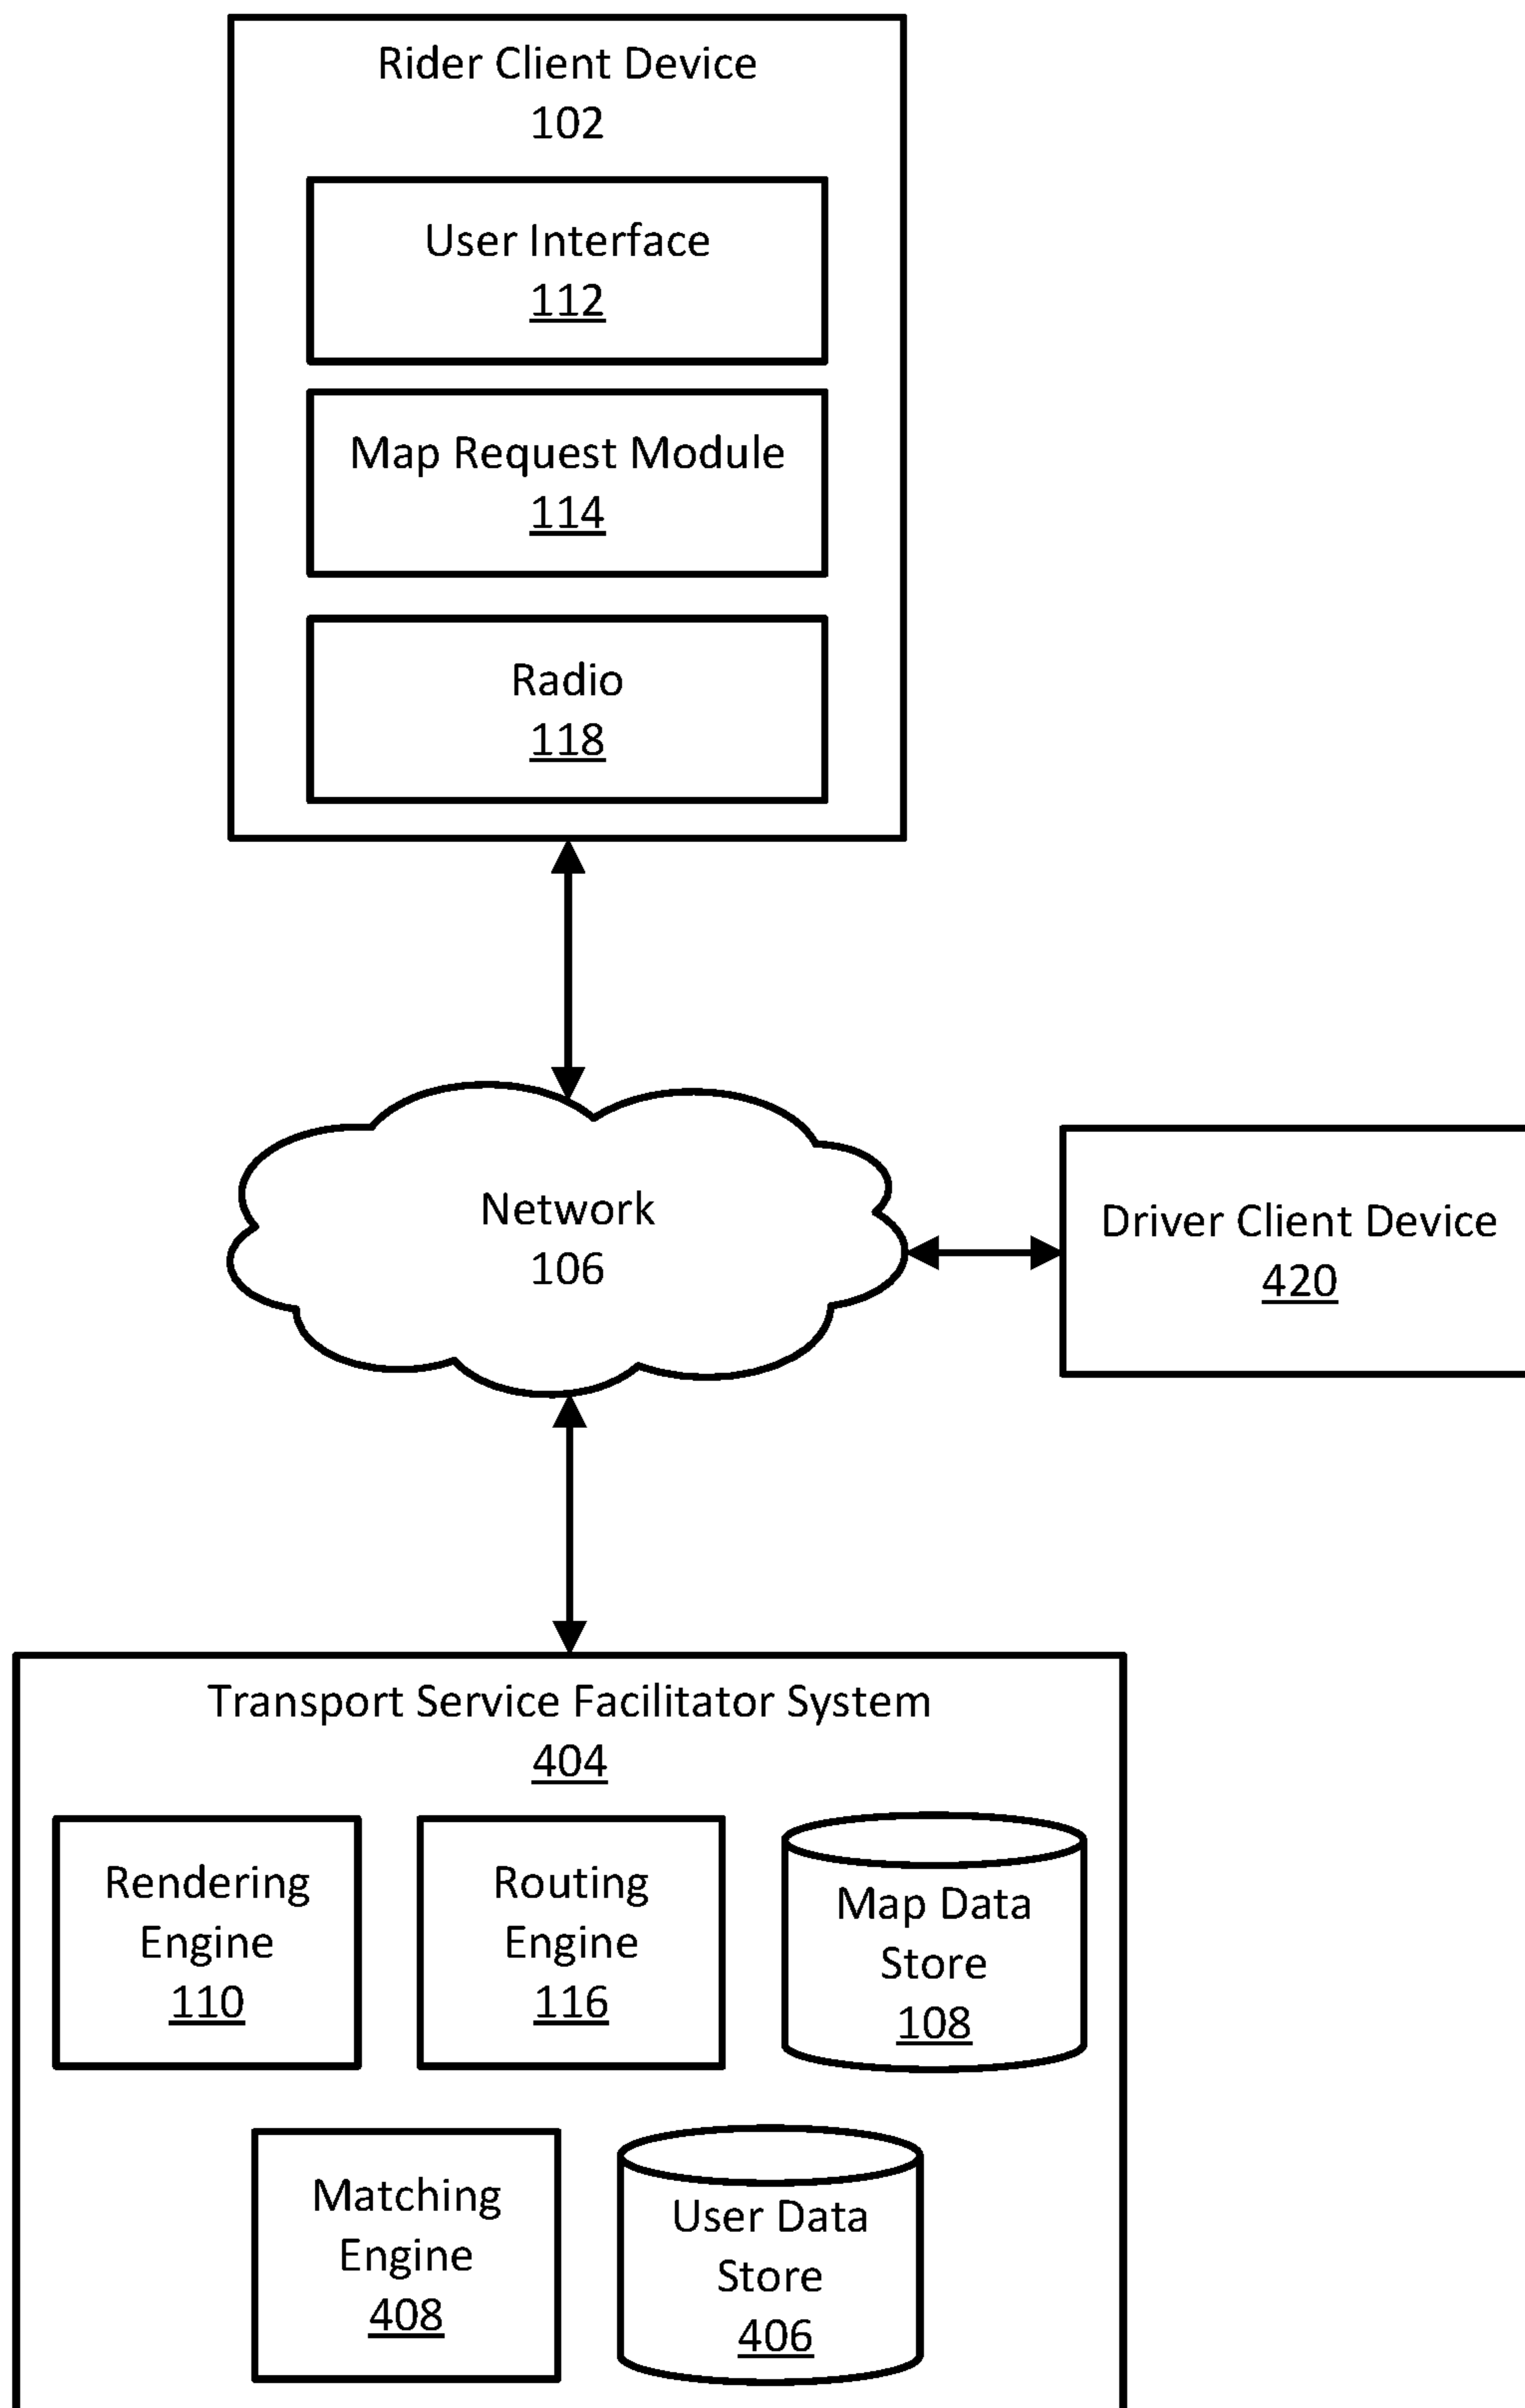 Rider Client Device
102
User Interface
112
Map Request Module
114
Radio
118
Network
106
Driver Client Device
420
Transport Service Facilitator System
404
Rendering
Engine
110
Routing
Engine
116
Map Data
Store
108
Matching
Engine
408
User Data
Store
406